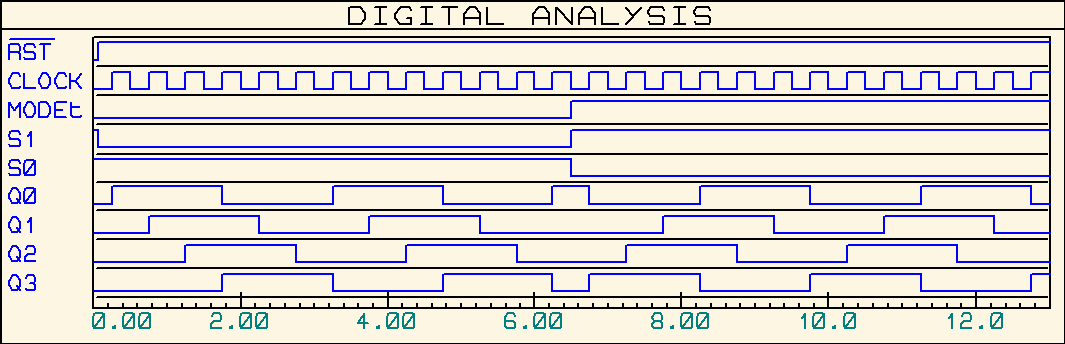 DIGITAL ANALYSIS
RST
CLOCK
MODEt
S1
S0
Q0
Q1
Q2
Q3
0.00 2.00 4.00 6.00 8.00 10.0 12.0